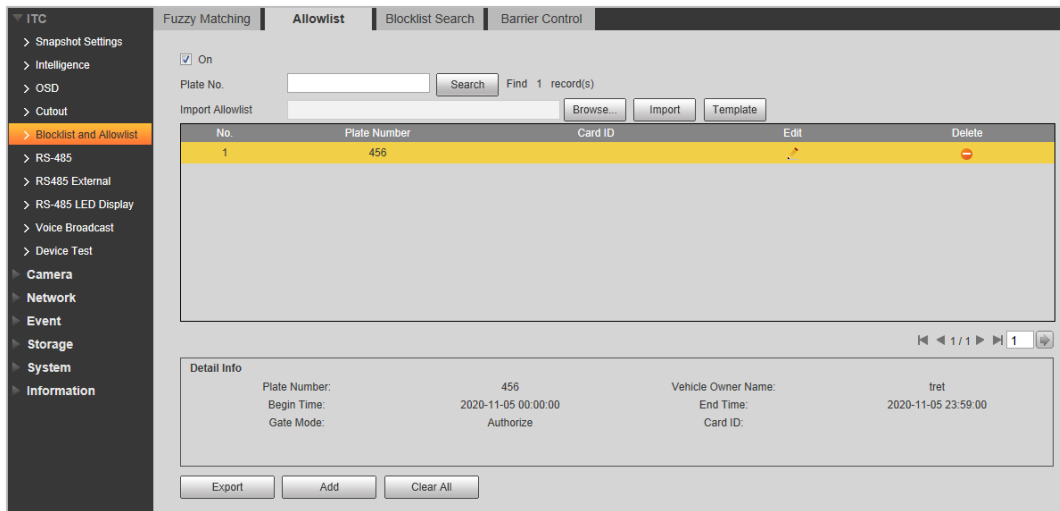 ITC
Snapshot Settings
Intelligence
OSD
Cutout
Blocklist and Allowlist
RS-485
RS485 External
RS-485 LED Display
Voice Broadcast
Device Test
Camera
Network
Event
Storage
System
Information
Fuzzy Matching Allowlist Blocklist Search Barrier Control
On
Plate No. Search Find 1 record(s)
Import Allowlist Browse... Import Template
No. Plate Number Card ID Edit Delete
1 456
1 / 1 1
Detail Info
Plate Number: 456 Vehicle Owner Name: tret
Begin Time: 2020-11-05 00:00:00 End Time: 2020-11-05 23:59:00
Gate Mode: Authorize Card ID:
Export Add Clear All